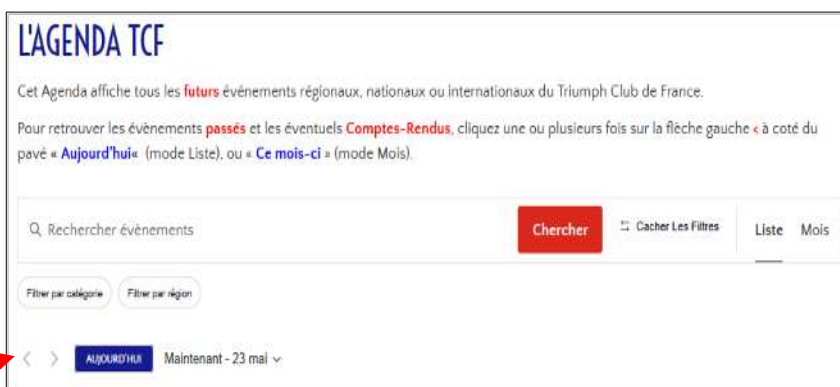 L'AGENDA TCF
Cet Agenda affiche tous les futurs événements régionaux, nationaux ou internationaux du Triumph Club de France.
Pour retrouver les évènements passés et les éventuels Comptes-Rendus, cliquez une ou plusieurs fois sur la flèche gauche < à coté du
pavé « Aujourd'hui« (mode Liste), ou « Ce mois-ci » (mode Mois).
Rechercher évènements Chercher Cacher Les Filtres Liste Mois
Filtrer par catégorie Filtrer par région
< > AUJOURD'HUI Maintenant - 23 mai